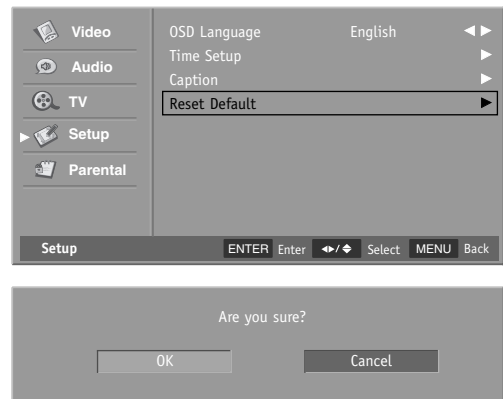 Video
Audio
TV
Setup
Parental
OSD Language English
Time Setup
Caption
Reset Default
Setup ENTER Enter Select MENU Back
Are you sure?
OK Cancel